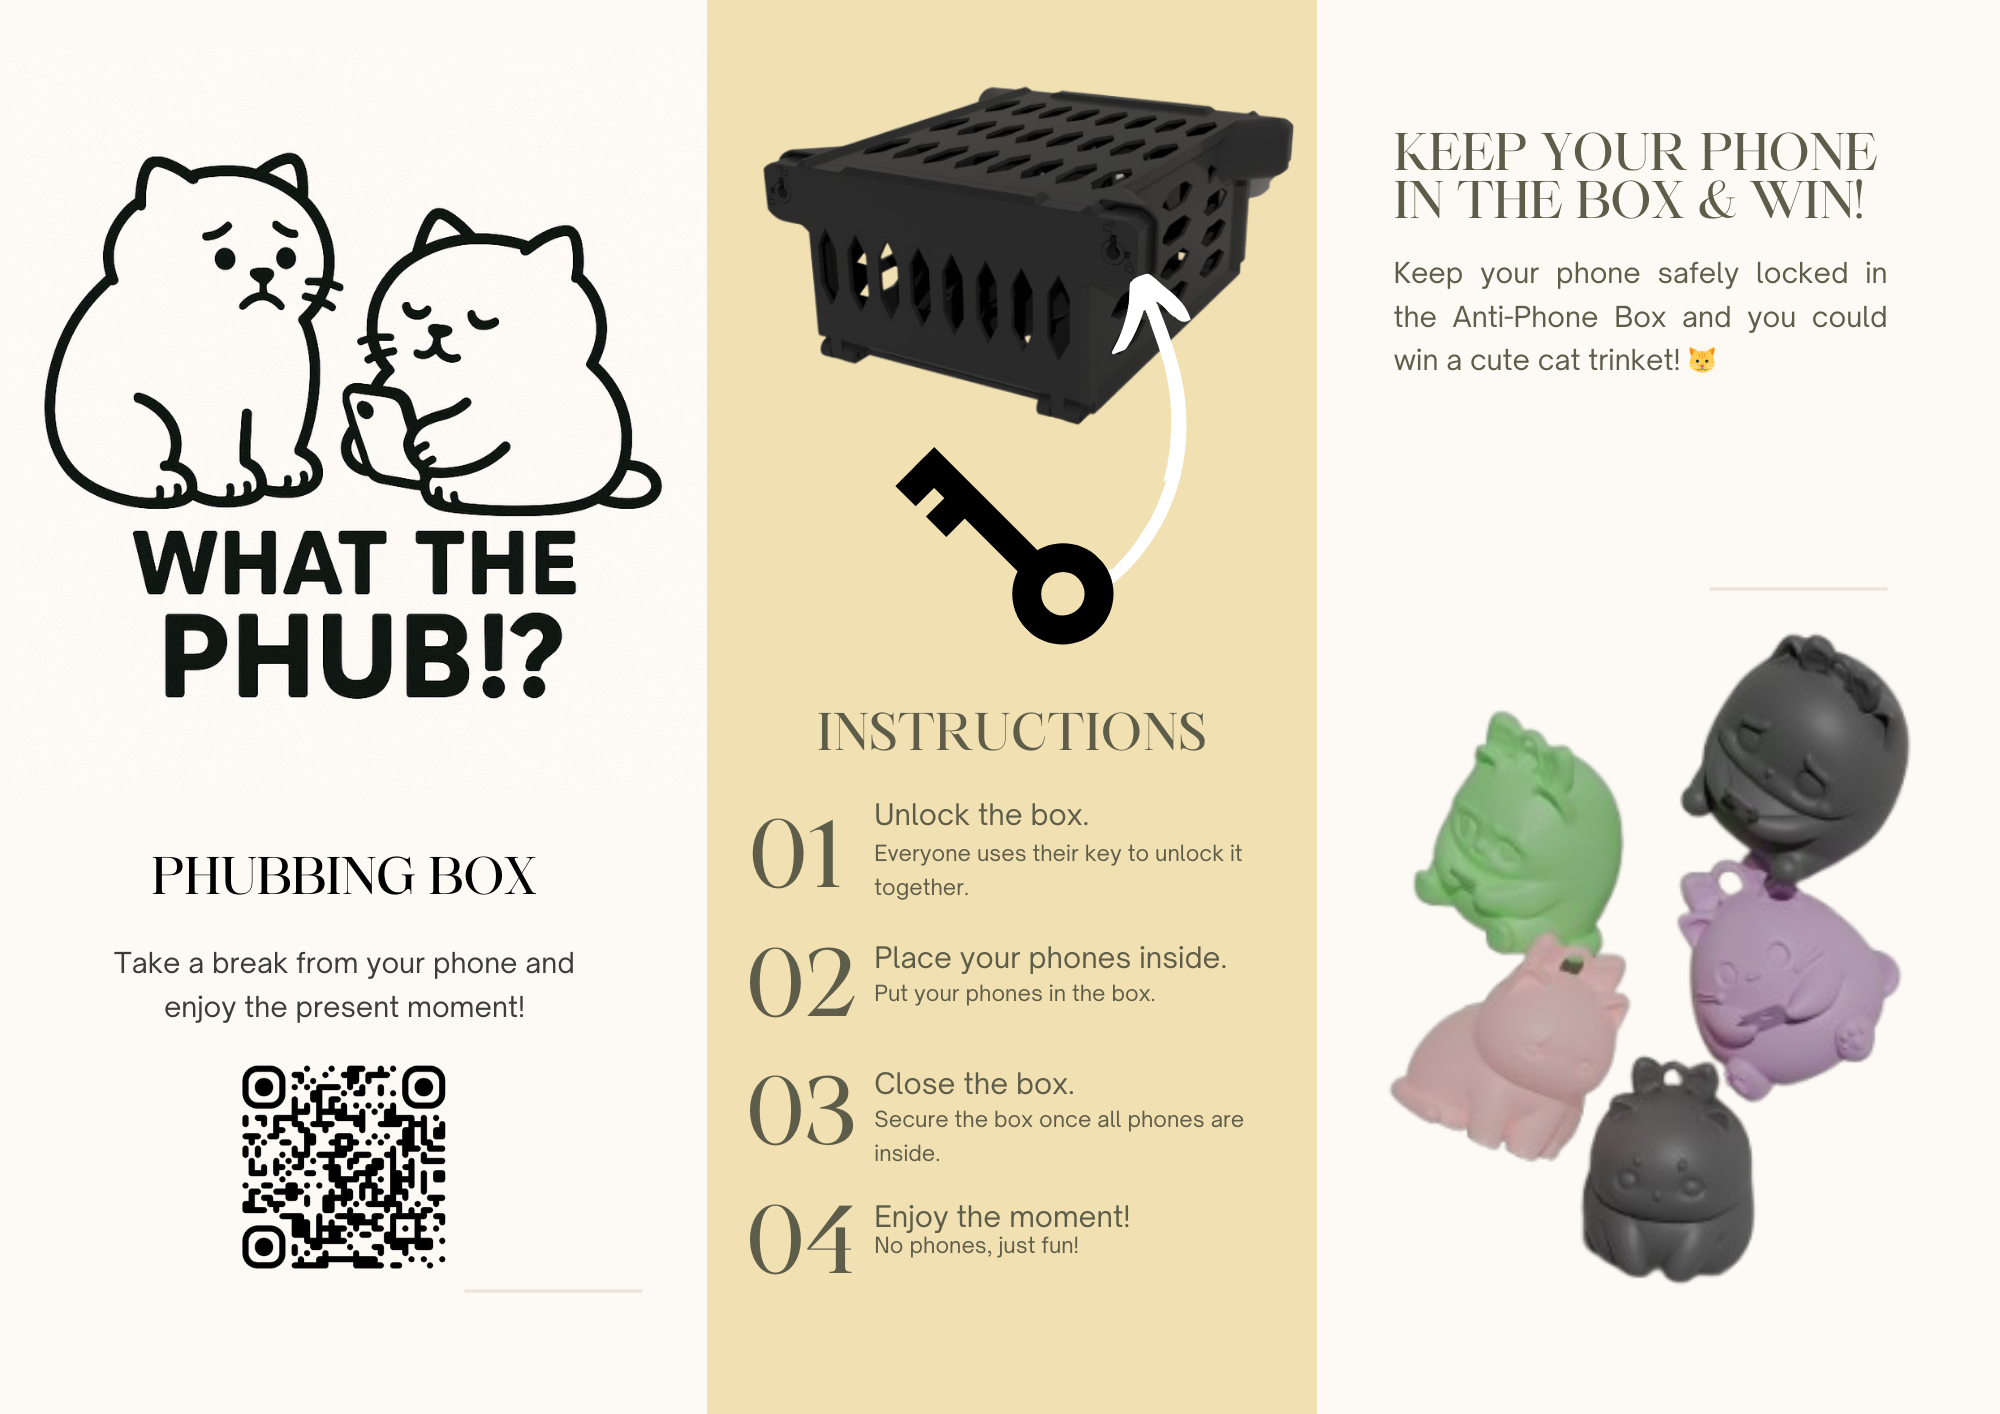 WHAT THE
PHUB!?
PHUBBING BOX
Take a break from your phone and
enjoy the present moment!
INSTRUCTIONS
01
Unlock the box.
Everyone uses their key to unlock it
together.
02
Place your phones inside.
Put your phones in the box.
03
Close the box.
Secure the box once all phones are
inside.
04
Enjoy the moment!
No phones, just fun!
KEEP YOUR PHONE
IN THE BOX & WIN!
Keep your phone safely locked in
the Anti-Phone Box and you could
win a cute cat trinket! 🐱